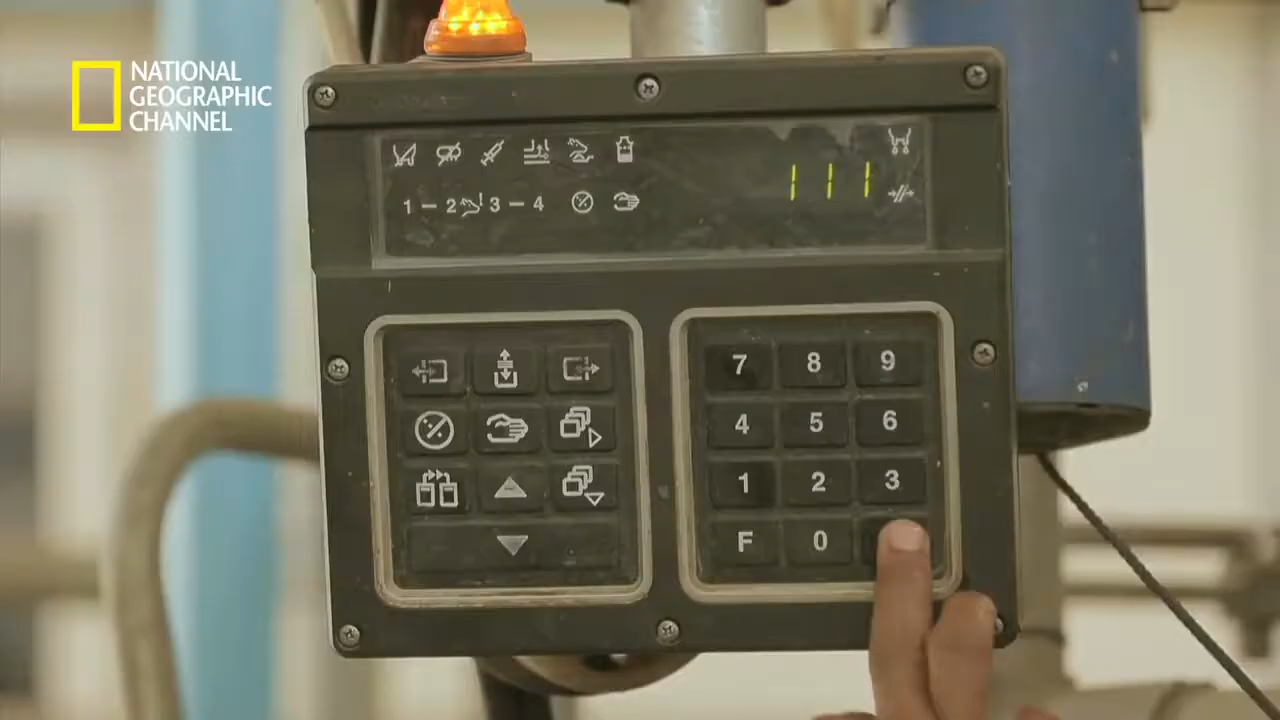 NATIONAL
GEOGRAPHIC
CHANNEL
111
1 – 2 3 – 4
7 8 9
4 5 6
1 2 3
F 0